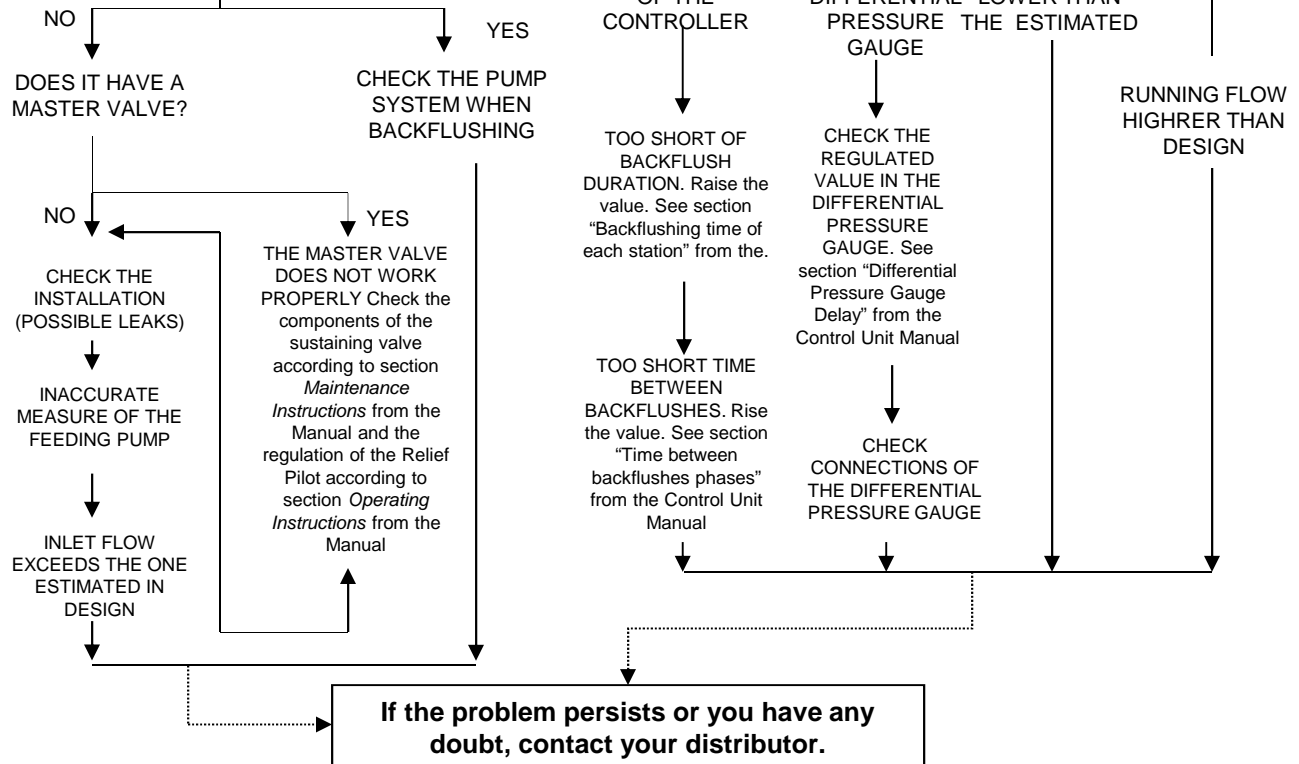 NO
YES
DOES IT HAVE A
MASTER VALVE?
CHECK THE PUMP
SYSTEM WHEN
BACKFLUSHING
NO
YES
CHECK THE
INSTALLATION
(POSSIBLE LEAKS)
INACCURATE
MEASURE OF THE
FEEDING PUMP
INLET FLOW
EXCEEDS THE ONE
ESTIMATED IN
DESIGN
THE MASTER VALVE
DOES NOT WORK
PROPERLY Check the
components of the
sustaining valve
according to section
Maintenance
Instructions from the
Manual and the
regulation of the Relief
Pilot according to
section Operating
Instructions from the
Manual
OF THE
CONTROLLER
TOO SHORT OF
BACKFLUSH
DURATION. Raise the
value. See section
“Backflushing time of
each station” from the.
TOO SHORT TIME
BETWEEN
BACKFLUSHES. Rise
the value. See section
“Time between
backflushes phases”
from the Control Unit
Manual
DIFFERENTIAL
PRESSURE
GAUGE
CHECK THE
REGULATED
VALUE IN THE
DIFFERENTIAL
PRESSURE
GAUGE. See
section “Differential
Pressure Gauge
Delay” from the
Control Unit Manual
CHECK
CONNECTIONS OF
THE DIFFERENTIAL
PRESSURE GAUGE
LOWER THAN
THE ESTIMATED
RUNNING FLOW
HIGHRER THAN
DESIGN
If the problem persists or you have any
doubt, contact your distributor.